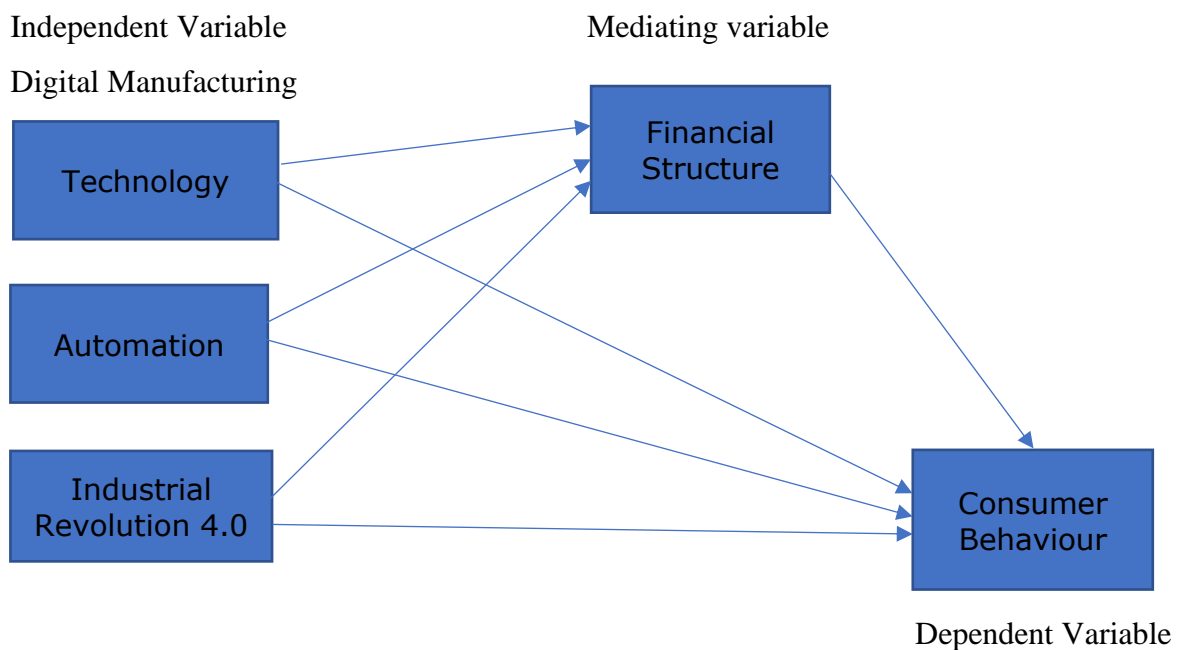 Independent Variable
Mediating variable
Digital Manufacturing
Technology
Financial
Structure
Automation
Industrial
Revolution 4.0
Consumer
Behaviour
Dependent Variable